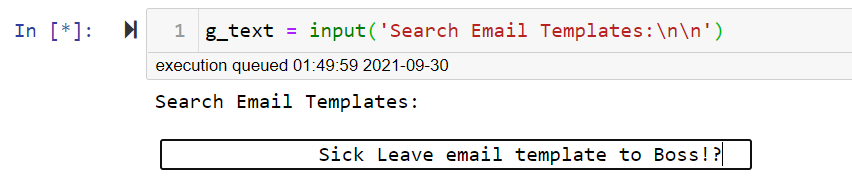 In [*]: 1 g_text = input('Search Email Templates:\n\n')
execution queued 01:49:59 2021-09-30
Search Email Templates:
Sick Leave email template to Boss!?